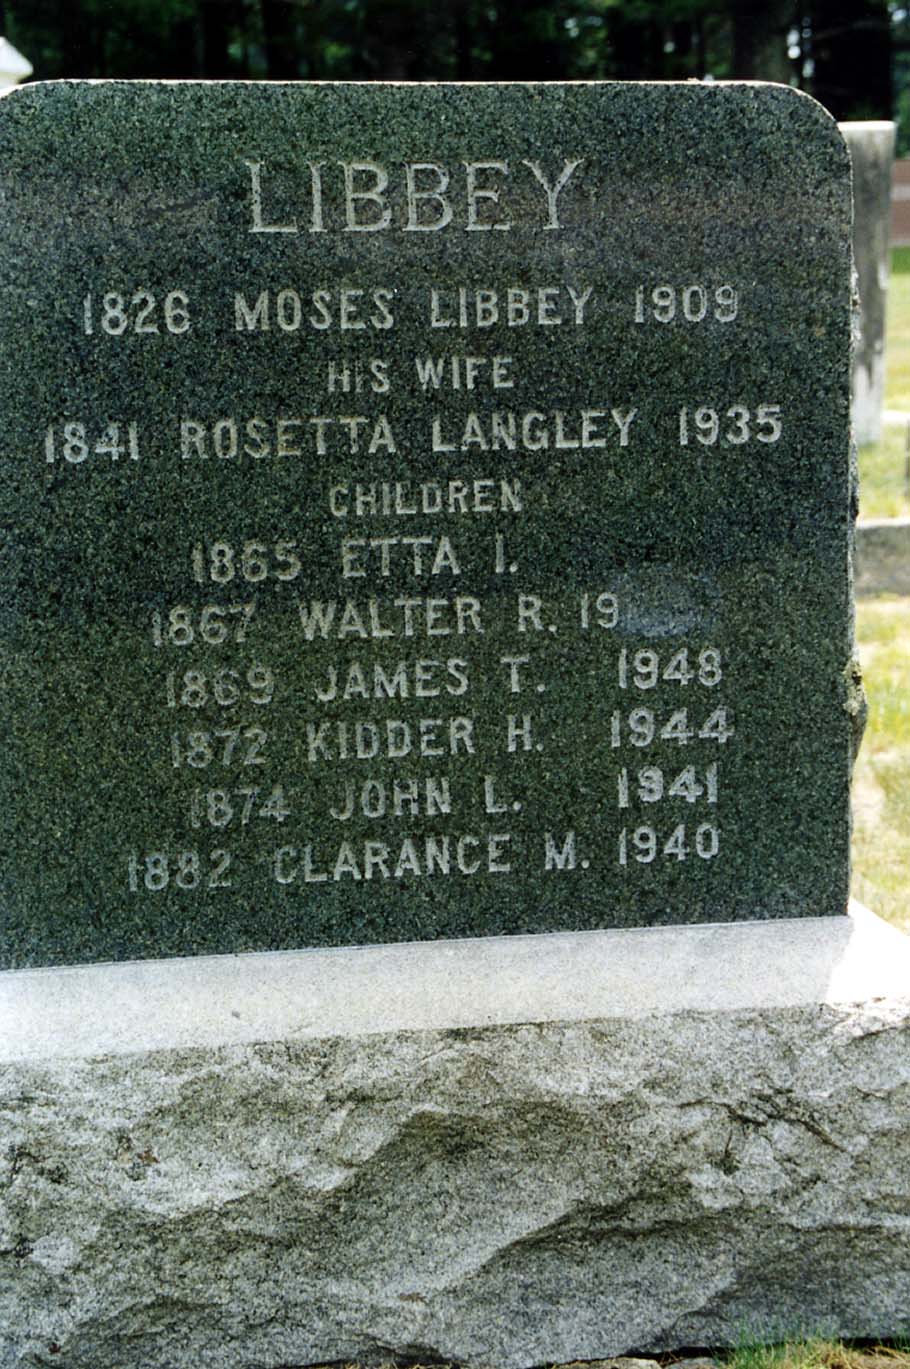 LIBBEY
1826 MOSES LIBBEY 1909
HIS WIFE
1841 ROSETTA LANGLEY 1935
CHILDREN
1865 ETTA I.
1867 WALTER R. 19
1869 JAMES T. 1948
1872 KIDDER H. 1944
1874 JOHN L. 1941
1882 CLARANCE M. 1940